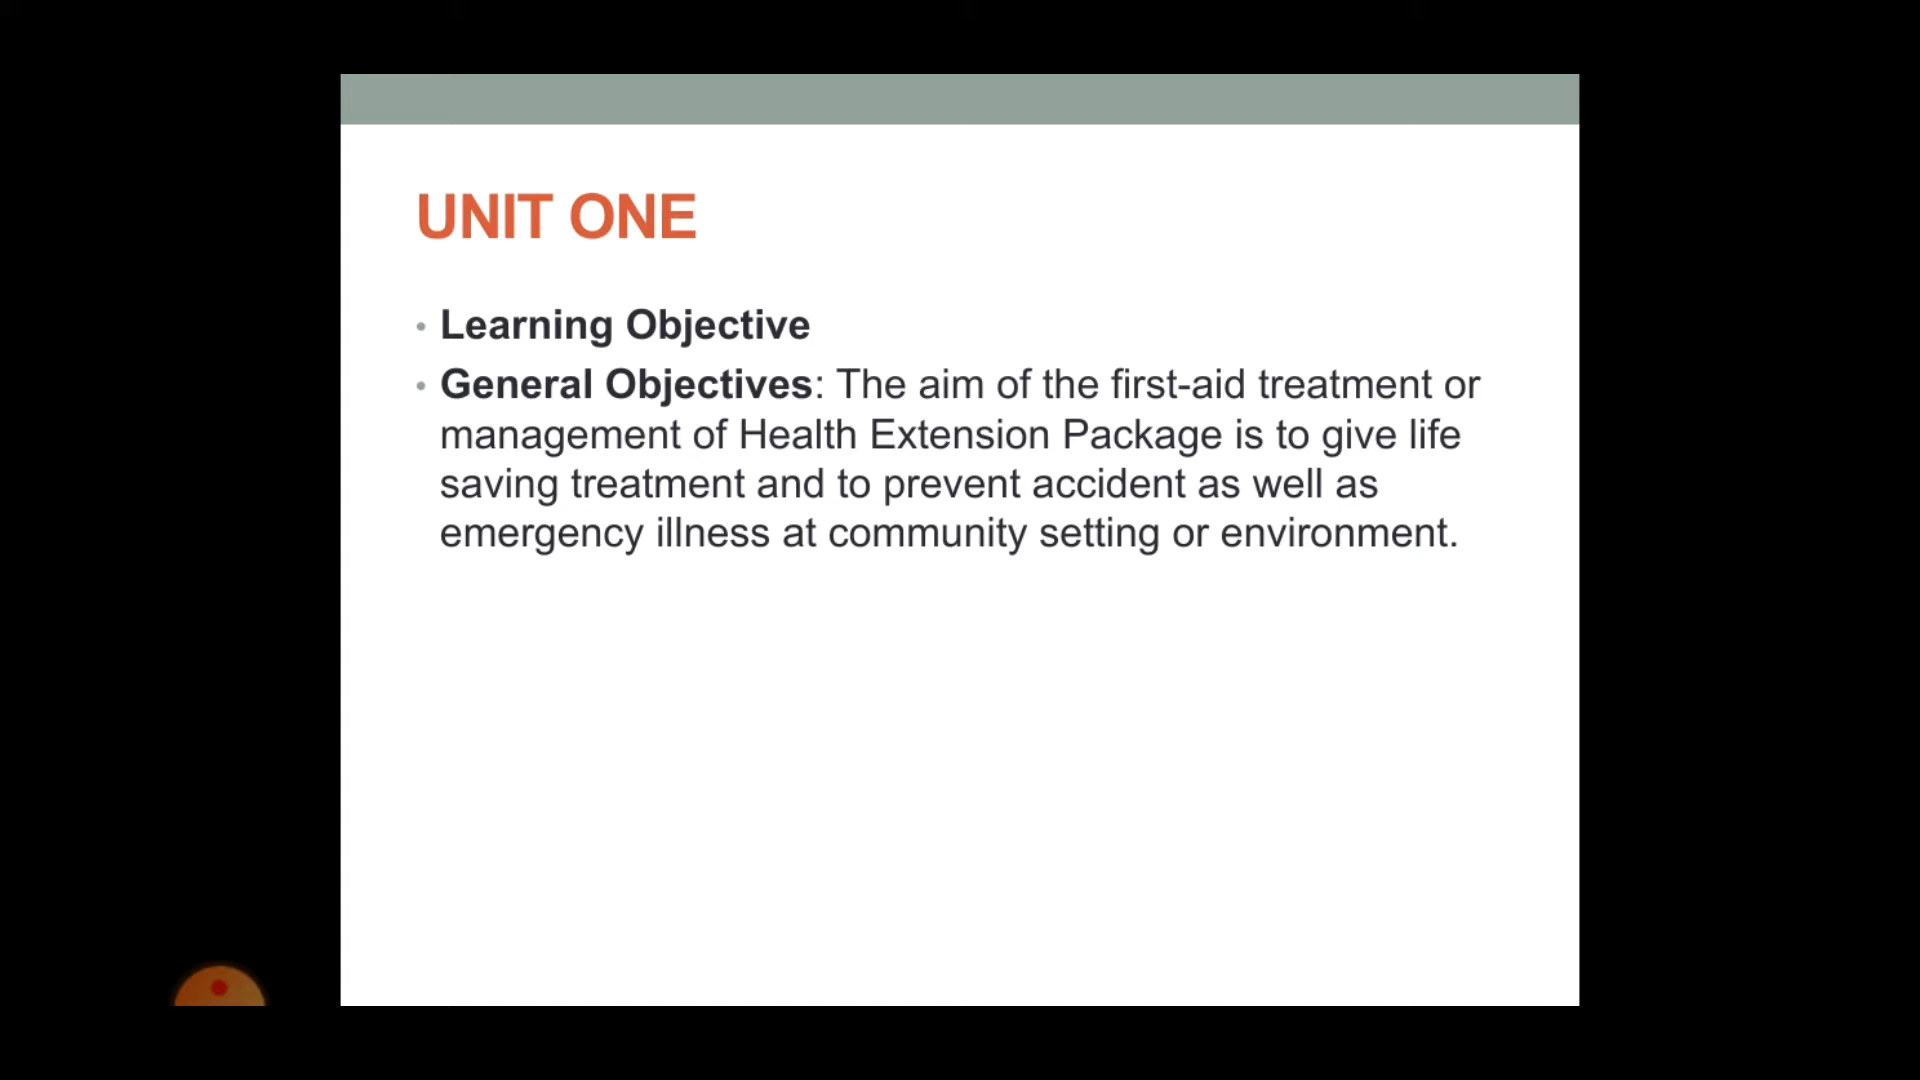 UNIT ONE
• Learning Objective
• General Objectives: The aim of the first-aid treatment or
management of Health Extension Package is to give life
saving treatment and to prevent accident as well as
emergency illness at community setting or environment.